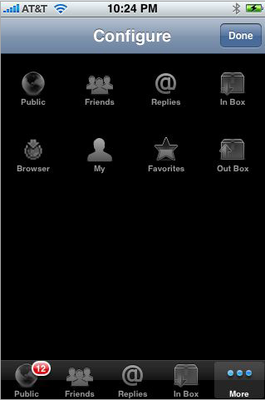 AT&T 10:24 PM
Configure Done
Public Friends Replies In Box
Browser My Favorites Out Box
12
Public Friends Replies In Box More